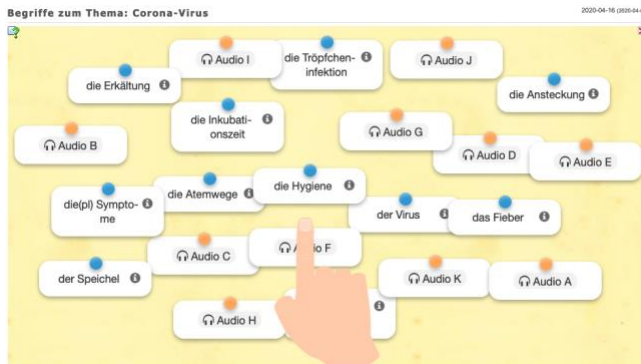 Begriffe zum Thema: Corona-Virus
2020-04-16
Audio I
die Tröpfchen-
infektion
Audio J
die Erkältung
die Ansteckung
die Inkubati-
onszeit
Audio B
Audio G
Audio D
Audio E
die Hygiene
die(pl) Sympto-
me
die Atemwege
der Virus
das Fieber
Audio C
Audio F
der Speichel
Audio K
Audio A
Audio H